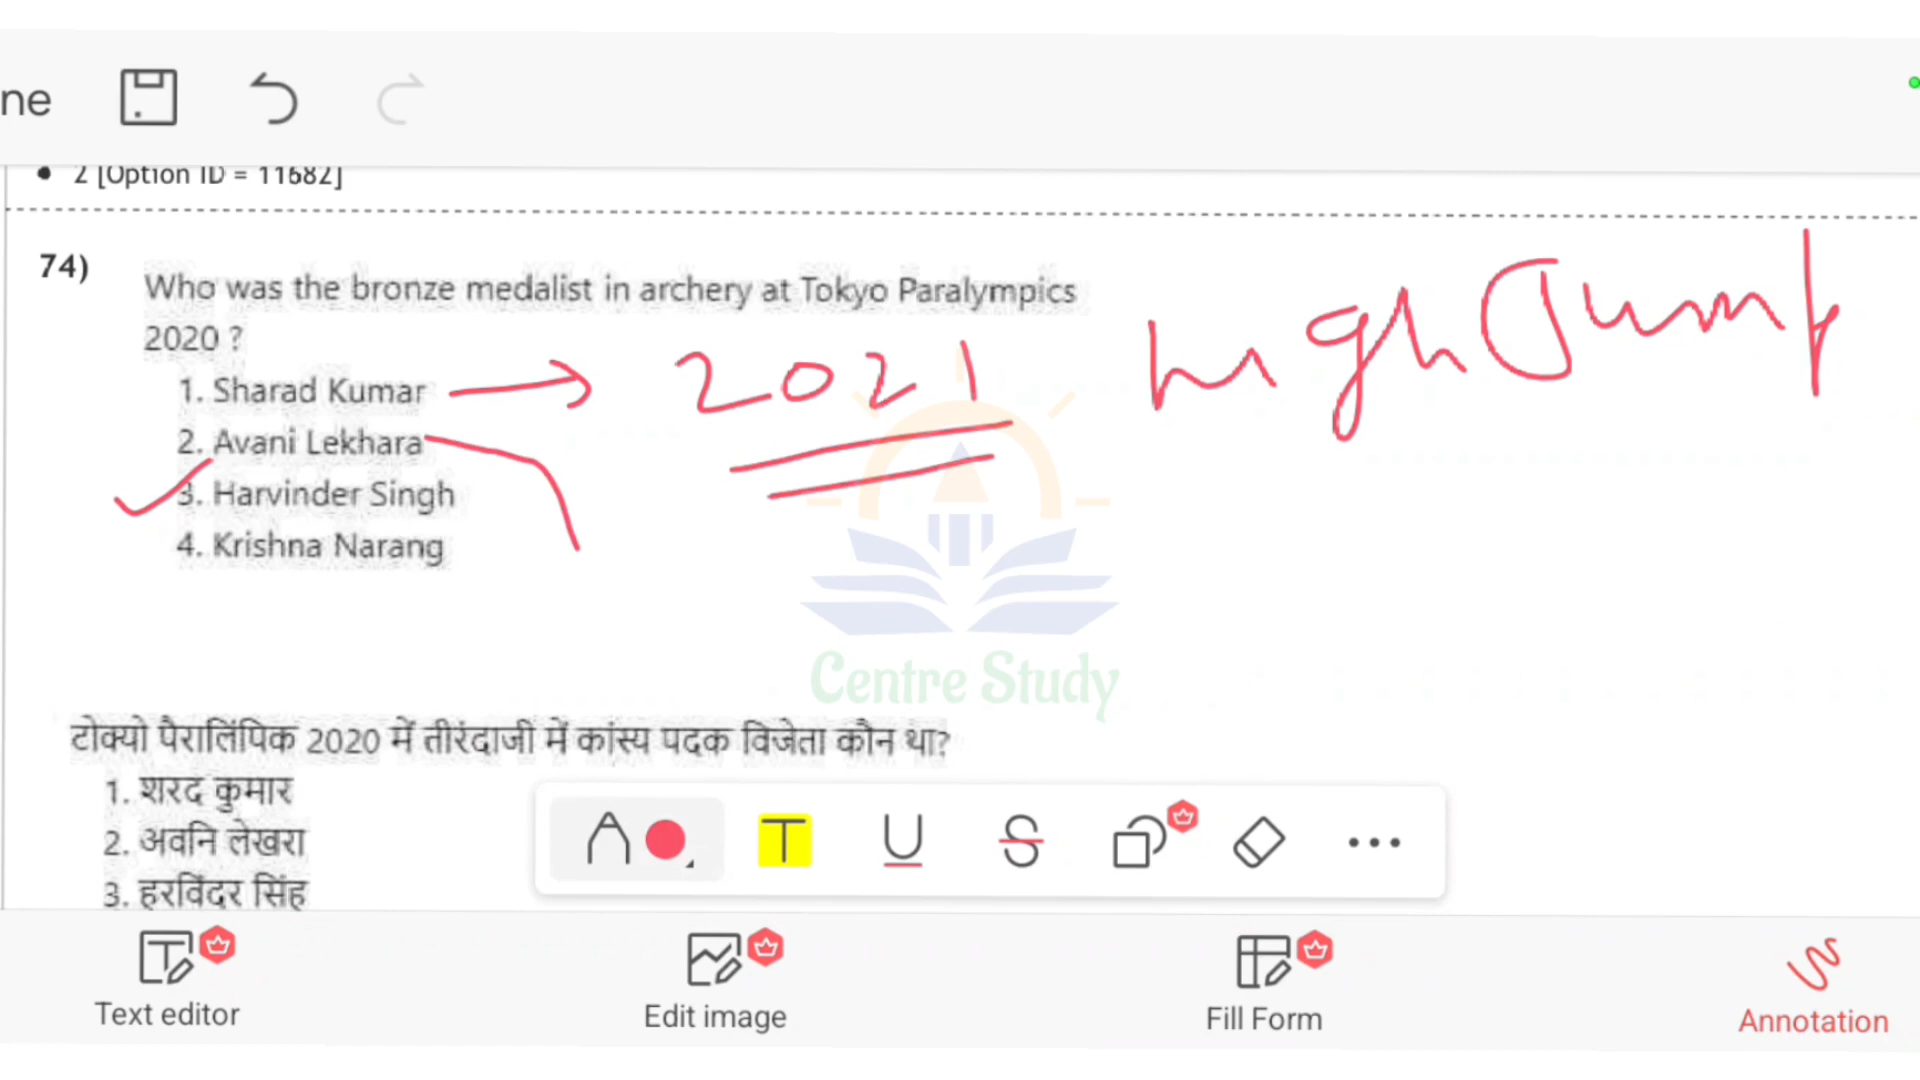 ne
2 [Option ID = 11682]
74)
Who was the bronze medalist in archery at Tokyo Paralympics
2020 ?
1. Sharad Kumar → 2021 high Jump
2. Avani Lekhara
3. Harvinder Singh
4. Krishna Narang
Centre Study
टोक्यो पैरालिंपिक 2020 में तीरंदाजी में कांस्य पदक विजेता कौन था?
1. शरद कुमार
2. अवनि लेखरा
3. हरविंदर सिंह
T U S
Text editor
Edit image
Fill Form
Annotation